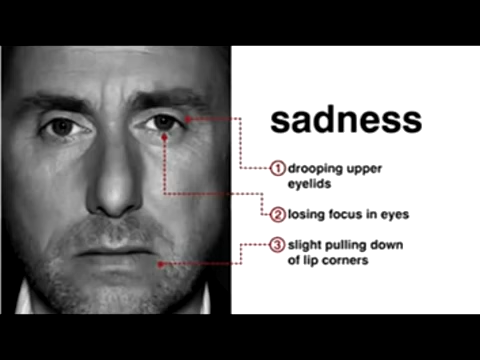 sadness
1 drooping upper
eyelids
2 losing focus in eyes
3 slight pulling down
of lip corners